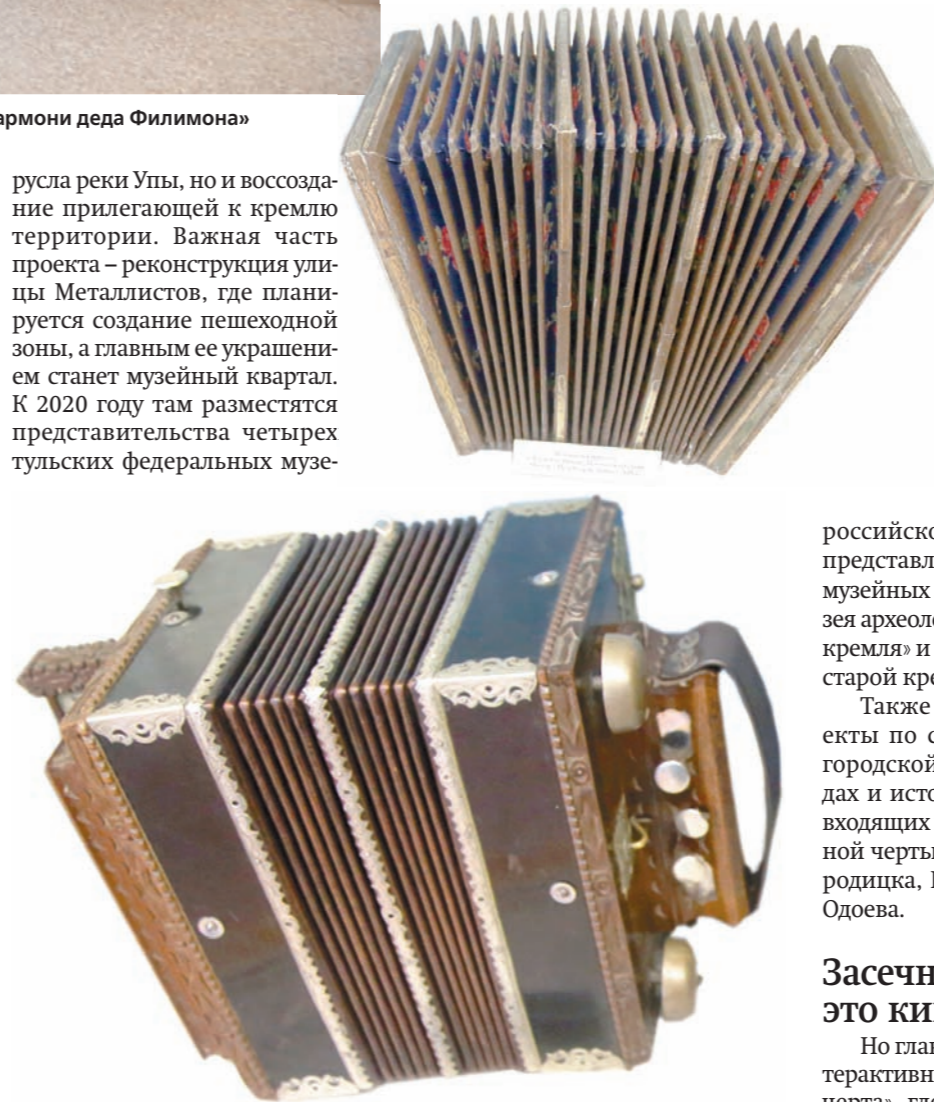 армони деда Филимона»
русла реки Упы, но и воссозда-
ние прилегающей к кремлю
территории. Важная часть
проекта – реконструкция ули-
цы Металлистов, где плани-
руется создание пешеходной
зоны, а главным ее украшени-
ем станет музейный квартал.
К 2020 году там разместятся
представительства четырех
тульских федеральных музе-
российско
представл
музейных
зея археоло
кремля» и
старой кре
Также
екты по с
городской
дах и исто
входящих
ной черты
родицка,
Одоева.
Засечн
это ки
Но глав
терактивн
черта», гле